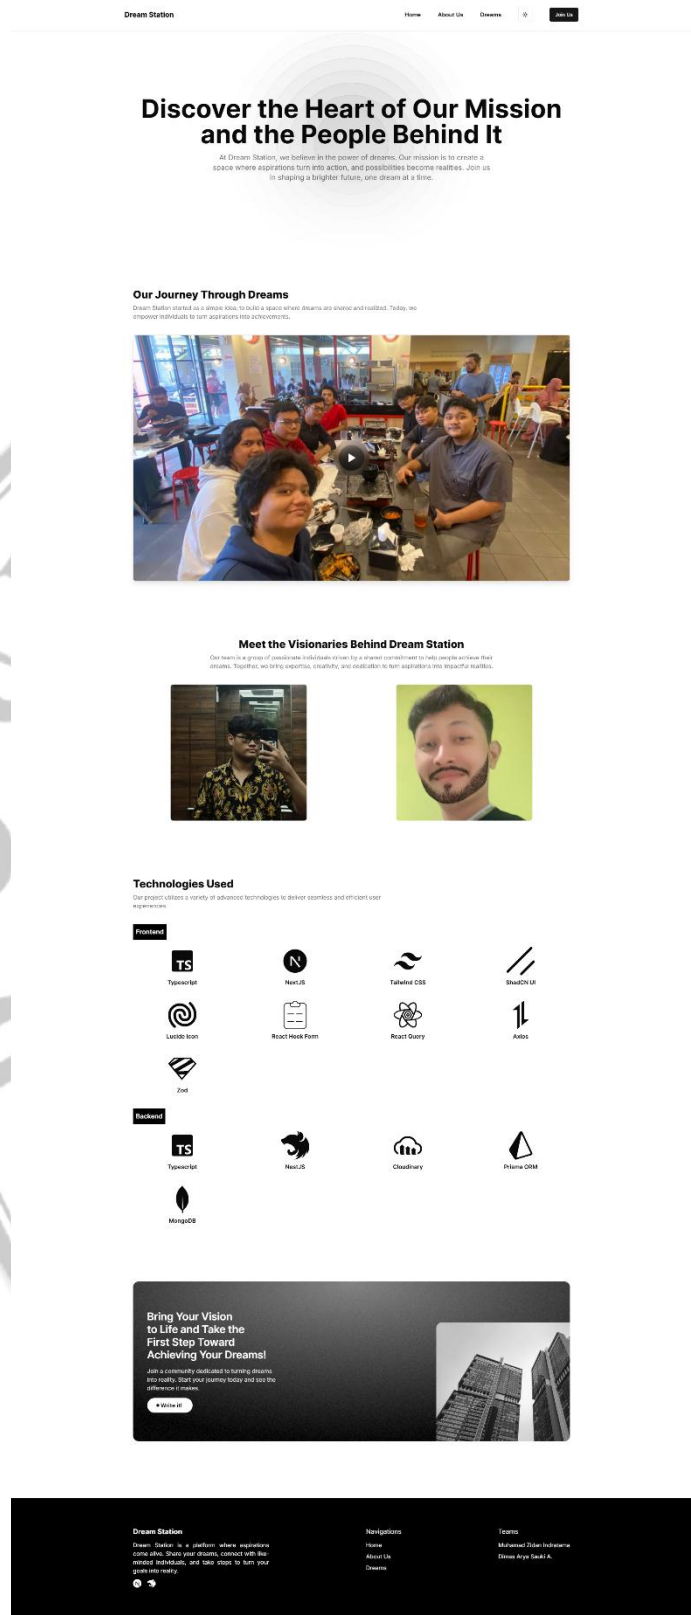 Dream Station
Home
About Us
Dreams
Join Us
Discover the Heart of Our Mission
and the People Behind It
At Dream Station, we believe in the power of dreams. Our mission is to create a
space where aspirations turn into action, and possibilities become realities. Join us
in shaping a brighter future, one dream at a time.
Our Journey Through Dreams
Dream Station started as a simple idea: to build a space where dreams are shared and realized. Today, we
empower individuals to turn aspirations into achievements.
Meet the Visionaries Behind Dream Station
Our team is a group of passionate individuals driven by a shared commitment to help people achieve their
dreams. Together, we bring expertise, creativity, and dedication to turn aspirations into impactful realities.
Technologies Used
Our project utilizes a variety of advanced technologies to deliver seamless and efficient user
experiences
Frontend
TS
N
Typescript
NextJS
Tailwind CSS
ShadCN UI
Lucide Icon
React Hook Form
React Query
Axios
Zod
Backend
TS
Typescript
NestJS
Cloudinary
Prisma ORM
MongoDB
Bring Your Vision
to Life and Take the
First Step Toward
Achieving Your Dreams!
Join a community dedicated to turning dreams
into reality. Start your journey today and see the
difference it makes.
Write it!
Dream Station
Dream Station is a platform where aspirations
come alive. Share your dreams, connect with like-
minded individuals, and take steps to turn your
goals into reality.
Navigations
Home
About Us
Dreams
Teams
Muhamad Zidan Indratama
Dimas Arya Sauki A.